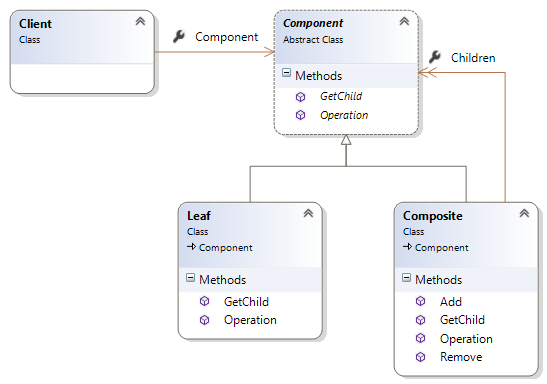 Client
Class
Component
Component
Abstract Class
Methods
GetChild
Operation
Children
Leaf
Class
Component
Methods
GetChild
Operation
Composite
Class
Component
Methods
Add
GetChild
Operation
Remove